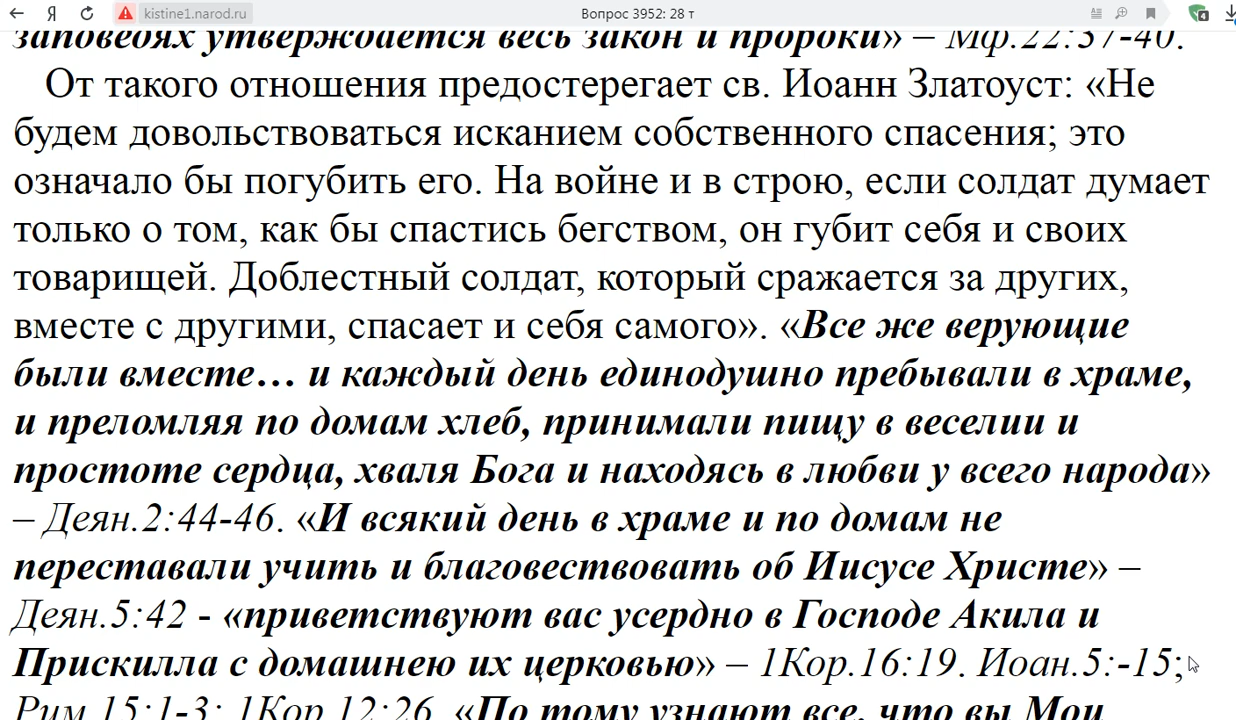 kistine1.narod.ru
Вопрос 3952: 28 т
4
заповедях утверждается весь закон и пророки» – Мф.22:37-40.
От такого отношения предостерегает св. Иоанн Златоуст: «Не
будем довольствоваться исканием собственного спасения; это
означало бы погубить его. На войне и в строю, если солдат думает
только о том, как бы спастись бегством, он губит себя и своих
товарищей. Доблестный солдат, который сражается за других,
вместе с другими, спасает и себя самого». «Все же верующие
были вместе… и каждый день единодушно пребывали в храме,
и преломляя по домам хлеб, принимали пищу в веселии и
простоте сердца, хваля Бога и находясь в любви у всего народа»
– Деян.2:44-46. «И всякий день в храме и по домам не
переставали учить и благовествовать об Иисусе Христе» –
Деян.5:42 - «приветствуют вас усердно в Господе Акила и
Прискилла с домашнею их церковью» – 1Кор.16:19. Иоан.5:-15;
Рим.15:1-3; 1Кор.12:26. «По тому узнают все, что вы Мои